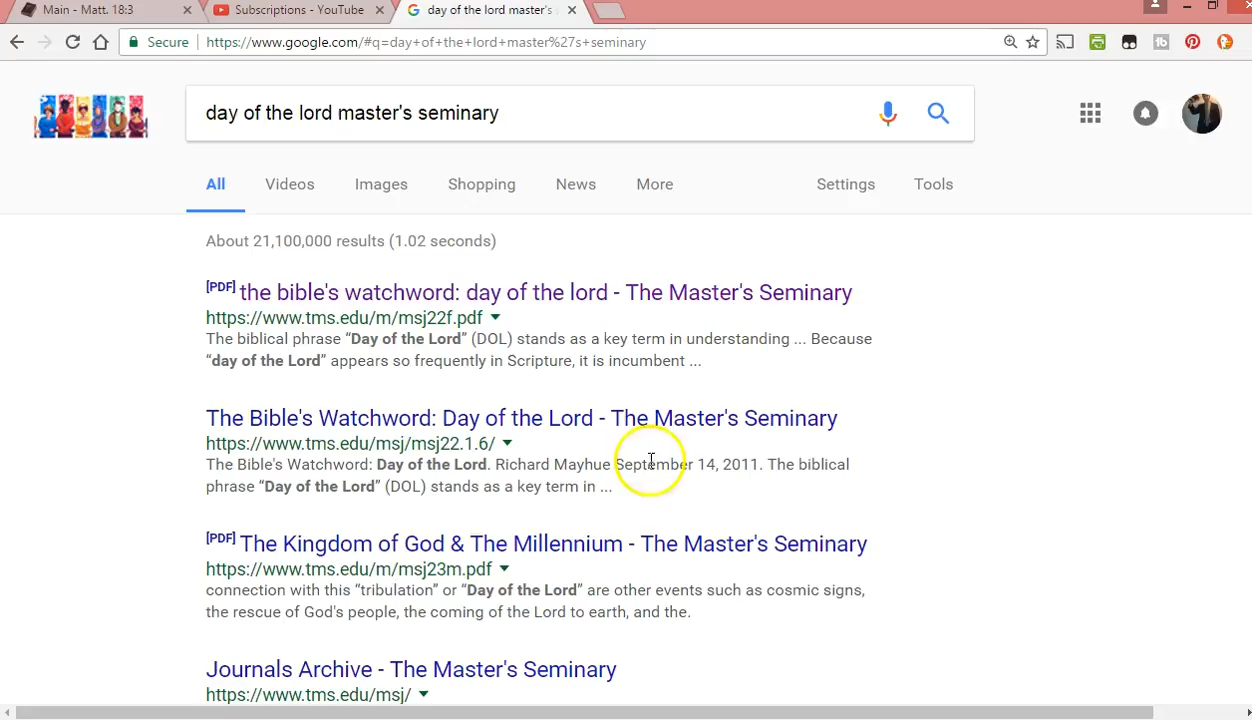 Main - Matt. 18:3
Subscriptions - YouTube
day of the lord master's
Secure
https://www.google.com/#q=day+of+the+lord+master%27s+seminary
day of the lord master's seminary
All
Videos
Images
Shopping
News
More
Settings
Tools
About 21,100,000 results (1.02 seconds)
[PDF] the bible's watchword: day of the lord - The Master's Seminary
https://www.tms.edu/m/msj22f.pdf
The biblical phrase “Day of the Lord” (DOL) stands as a key term in understanding ... Because
“day of the Lord” appears so frequently in Scripture, it is incumbent ...
The Bible's Watchword: Day of the Lord - The Master's Seminary
https://www.tms.edu/msj/msj22.1.6/
The Bible's Watchword: Day of the Lord. Richard Mayhue September 14, 2011. The biblical
phrase “Day of the Lord” (DOL) stands as a key term in ...
[PDF] The Kingdom of God & The Millennium - The Master's Seminary
https://www.tms.edu/m/msj23m.pdf
connection with this “tribulation” or “Day of the Lord” are other events such as cosmic signs,
the rescue of God's people, the coming of the Lord to earth, and the.
Journals Archive - The Master's Seminary
https://www.tms.edu/msj/